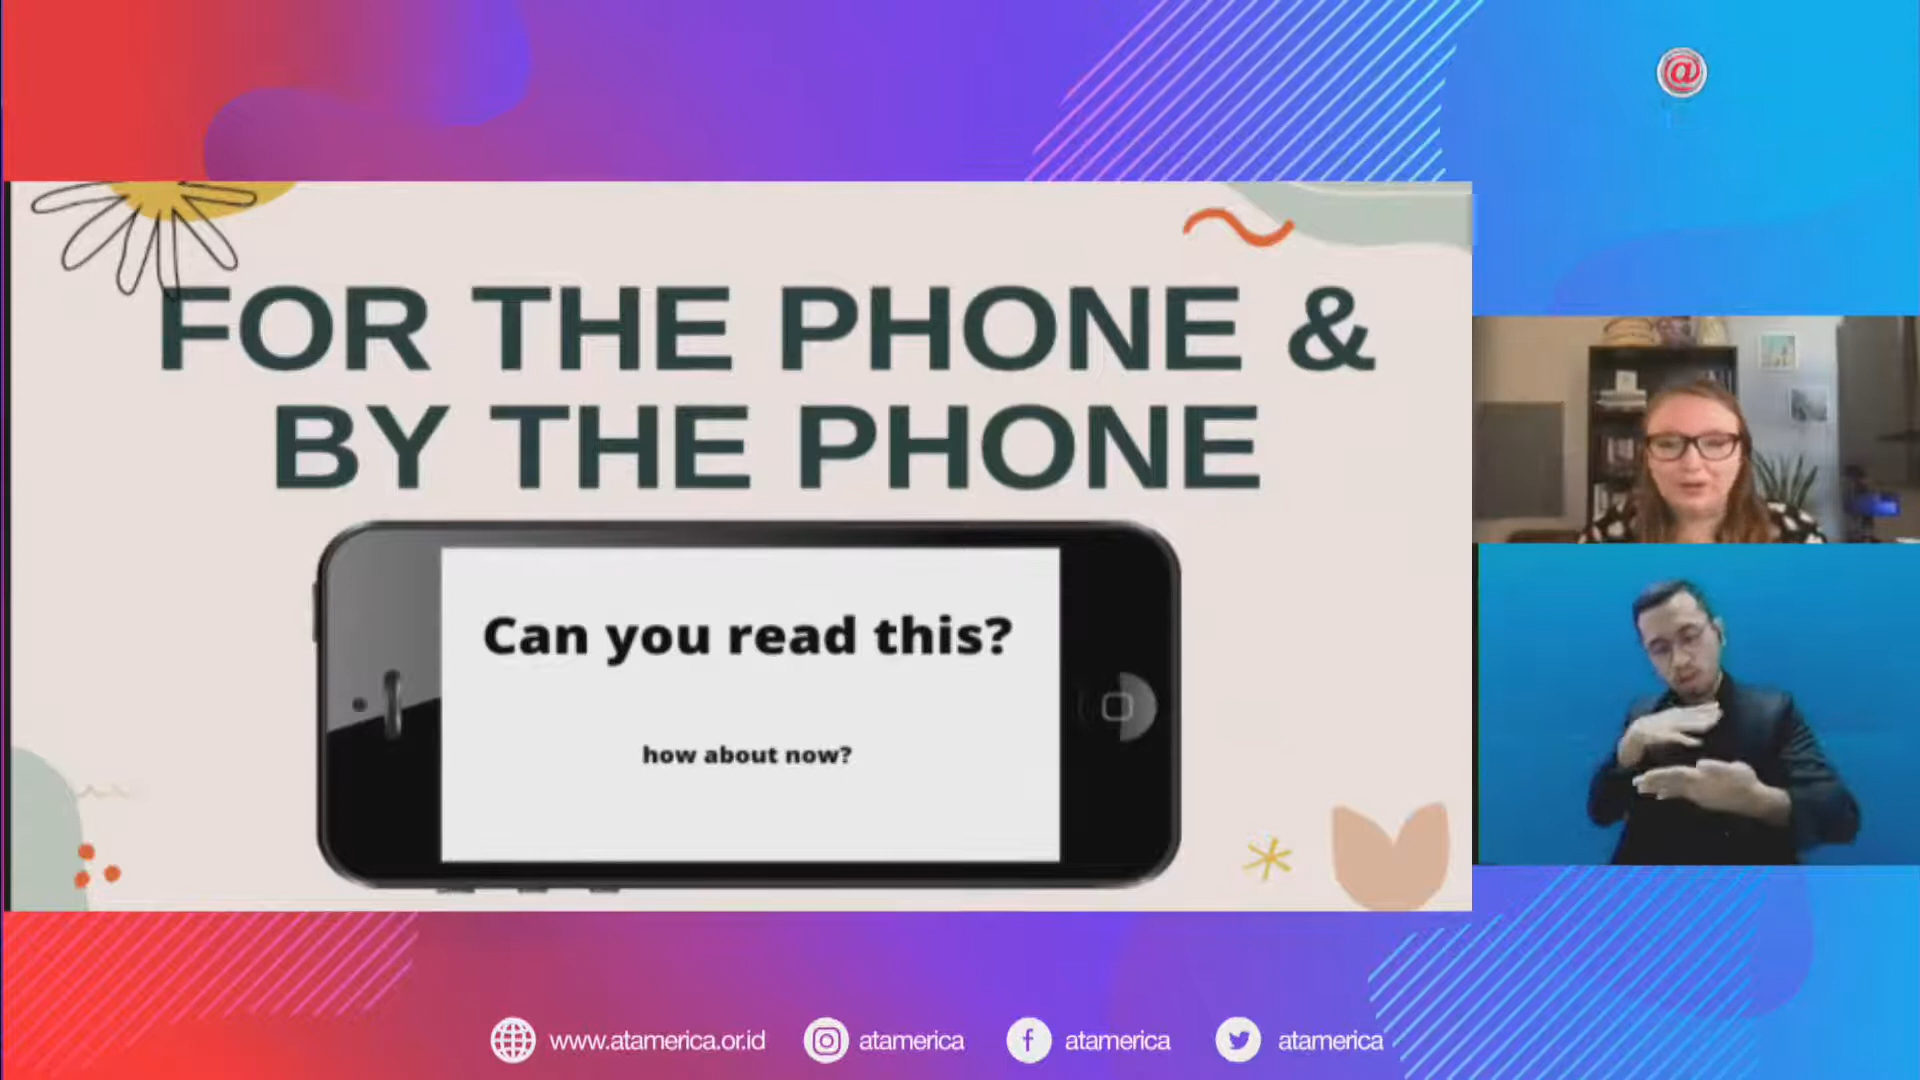 @
FOR THE PHONE &
BY THE PHONE
Can you read this?
how about now?
www.atamerica.or.id
atamerica
f atamerica
atamerica